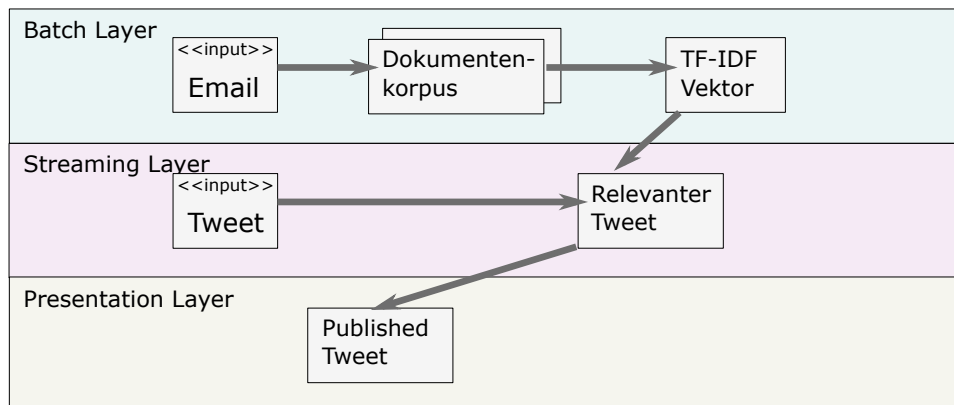 Batch Layer
<<input>>
Email
Dokumenten-
korpus
TF-IDF
Vektor
Streaming Layer
<<input>>
Tweet
Relevanter
Tweet
Presentation Layer
Published
Tweet